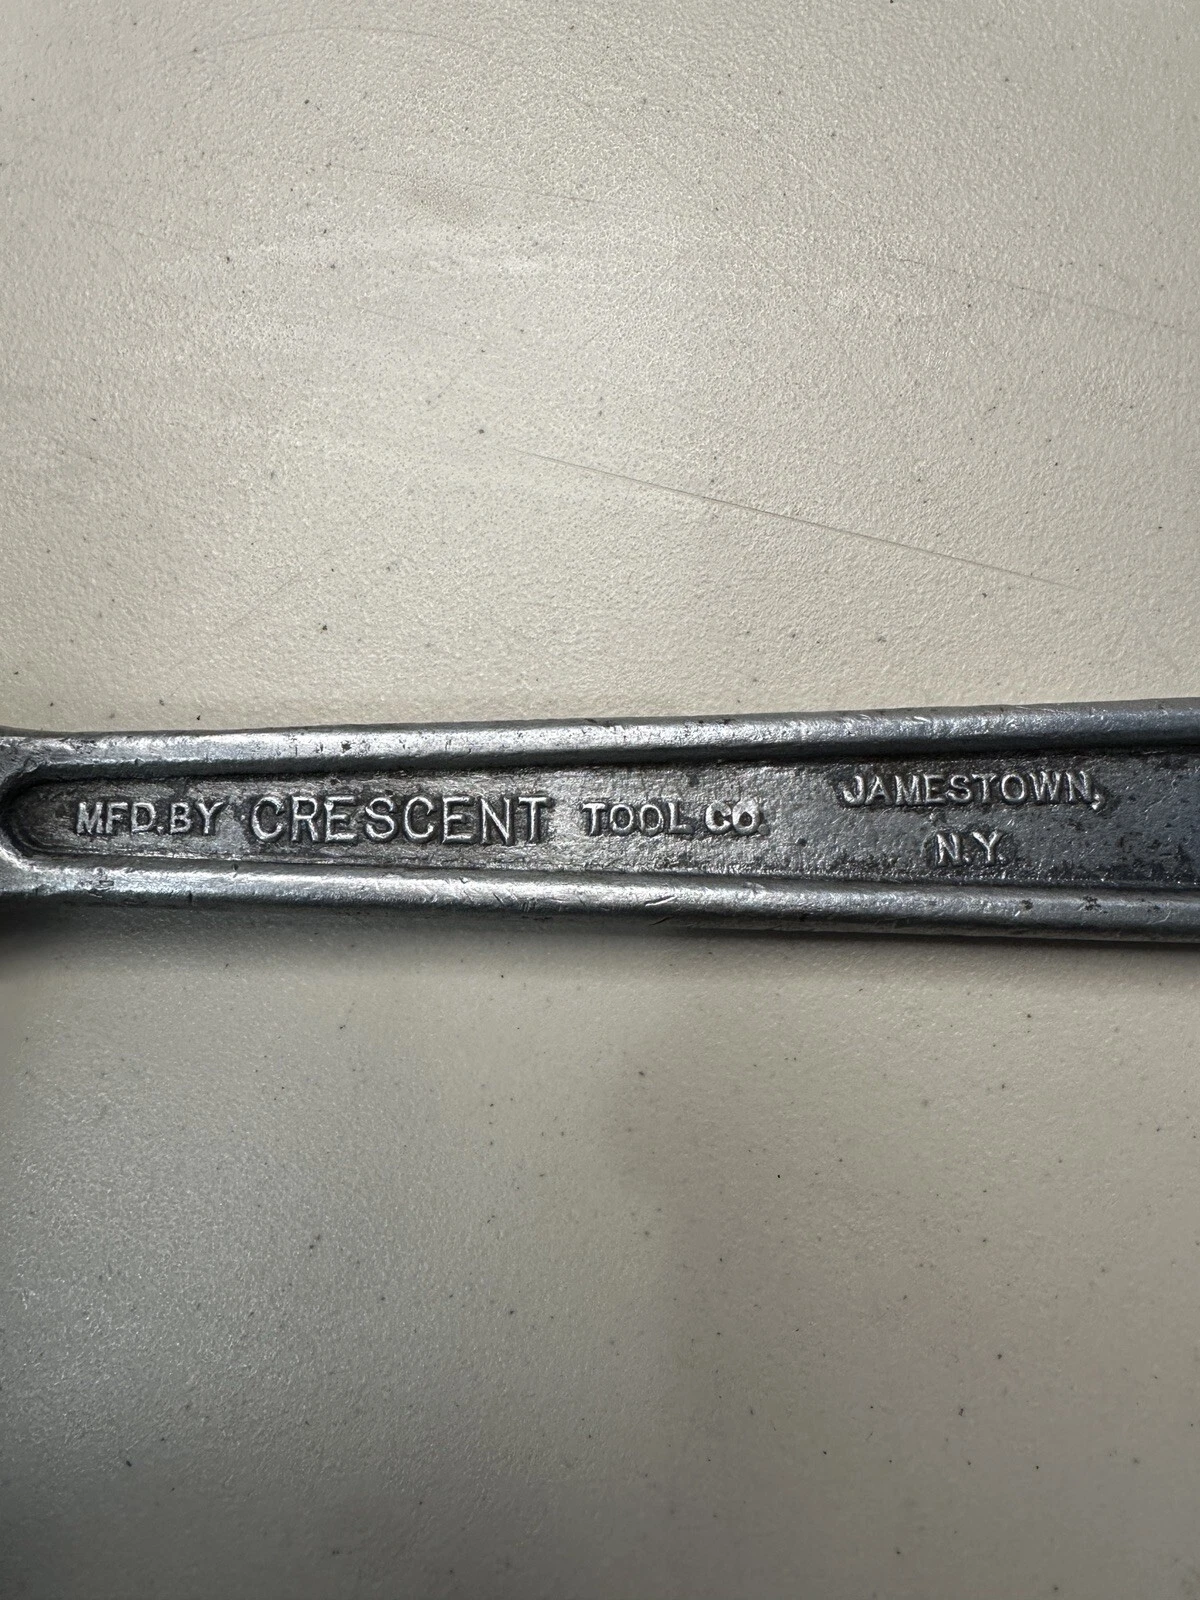 MFD. BY CRESCENT TOOL CO.
JAMESTOWN,
N.Y.